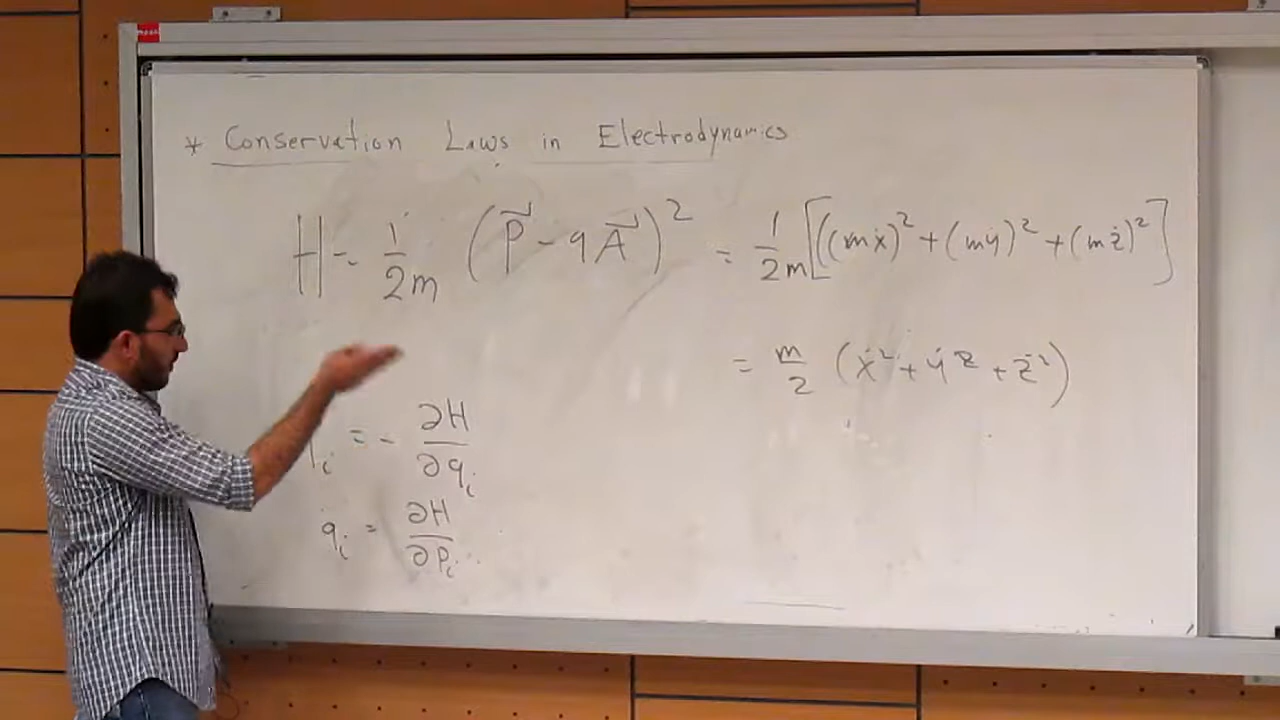 * Conservation Laws in Electrodynamics
H = 1/2m (P⃗ - qA⃗)² = 1/2m [(mẋ)² + (mẏ)² + (mż)²]
= m/2 (ẋ² + ẏ² + ż²)
ṗᵢ = - ∂H/∂qᵢ
q̇ᵢ = ∂H/∂Pᵢ